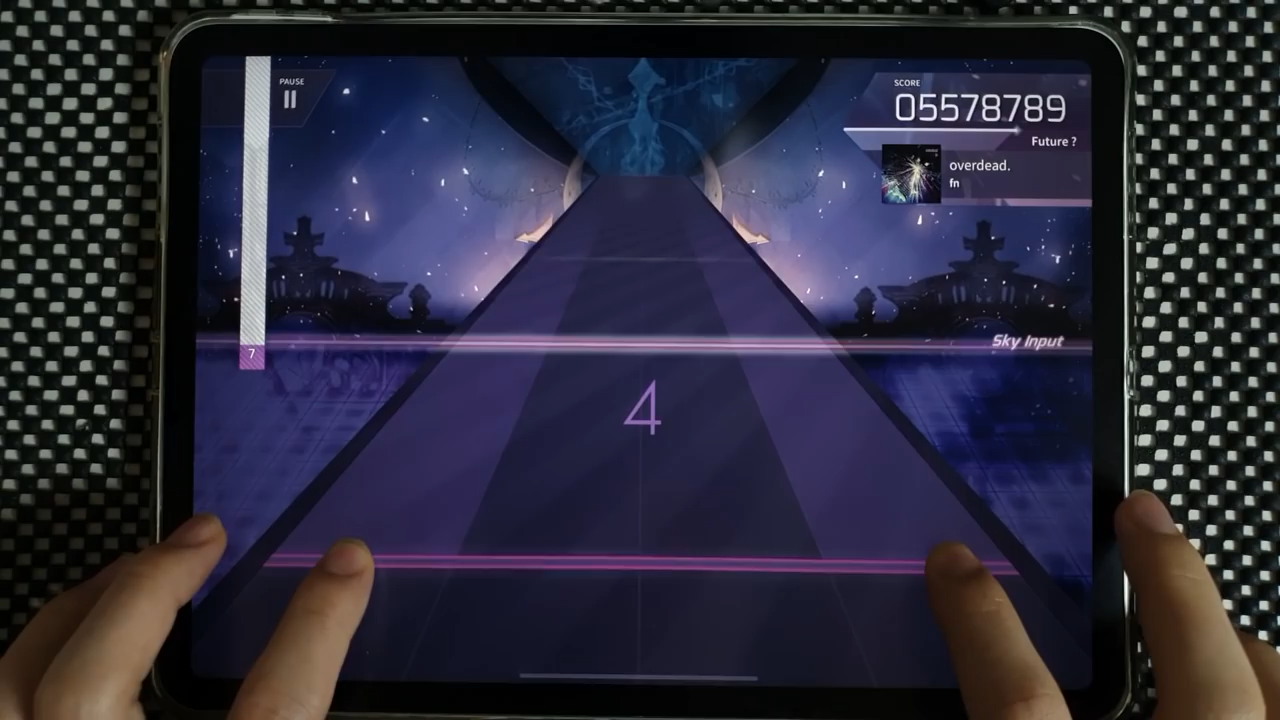 PAUSE
SCORE
05578789
Future ?
overdead.
fn
Sky Input
7
4